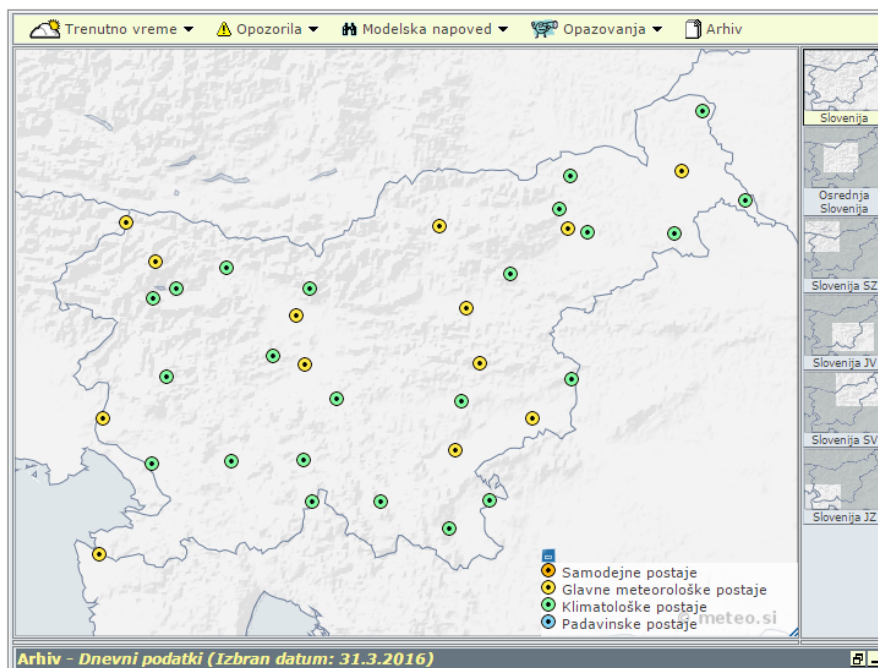 Trenutno vreme Opozorila Modelska napoved Opazovanja Arhiv
Slovenija
Osrednja
Slovenija
Slovenija SZ
Slovenija JV
Slovenija SV
Slovenija JZ
Samodejne postaje
Glavne meteorološke postaje
Klimatološke postaje
Padavinske postaje
© meteo.si
Arhiv - Dnevni podatki (Izbran datum: 31.3.2016)